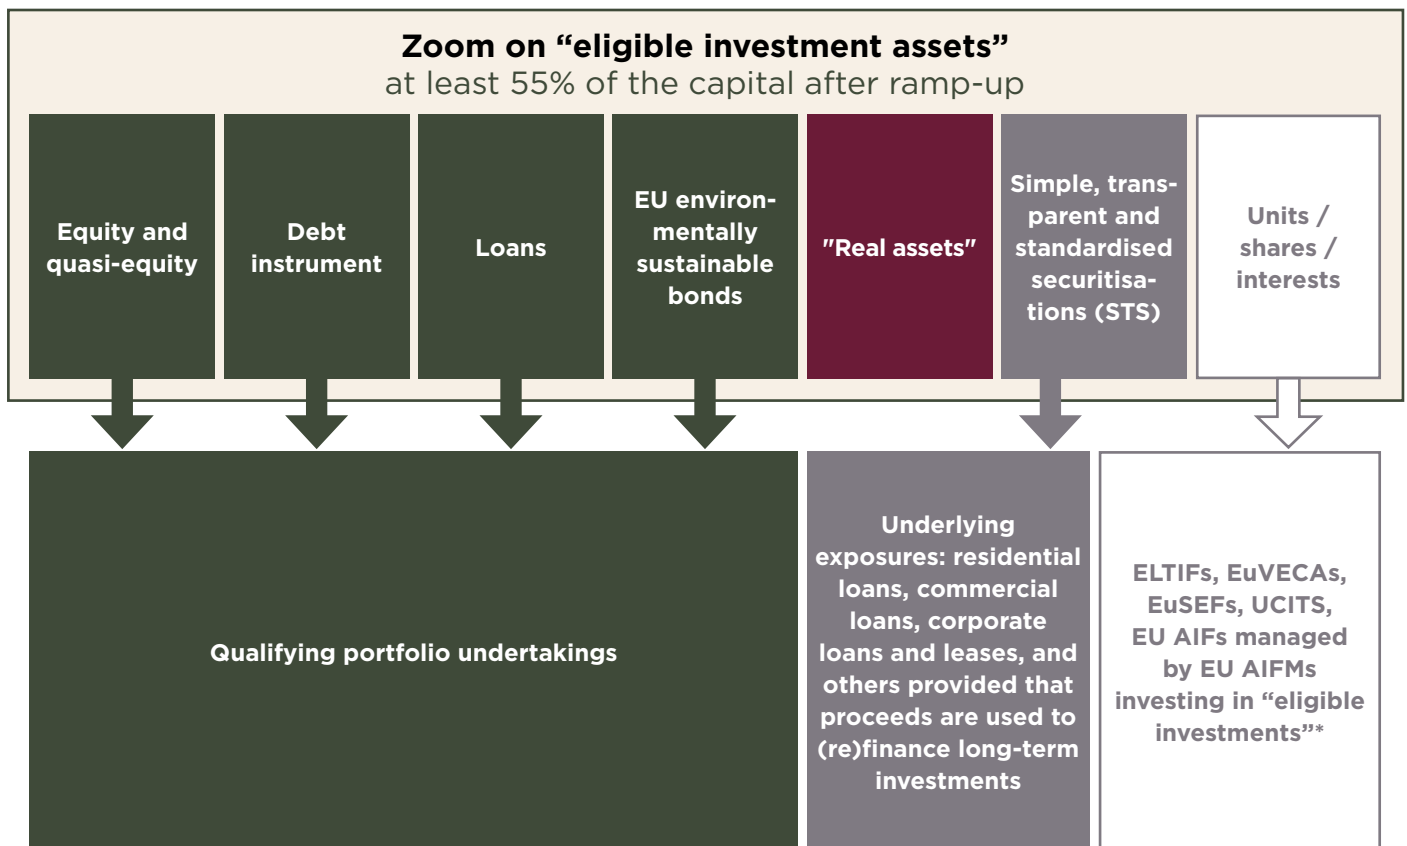 Zoom on “eligible investment assets”
at least 55% of the capital after ramp-up
Equity and
quasi-equity
Debt
instrument
Loans
EU environ-
mentally
sustainable
bonds
"Real assets"
Simple, trans-
parent and
standardised
securitisa-
tions (STS)
Units /
shares /
interests
Qualifying portfolio undertakings
Underlying
exposures: residential
loans, commercial
loans, corporate
loans and leases, and
others provided that
proceeds are used to
(re)finance long-term
investments
ELTIFs, EuVECAs,
EuSEFs, UCITS,
EU AIFs managed
by EU AIFMs
investing in “eligible
investments”*